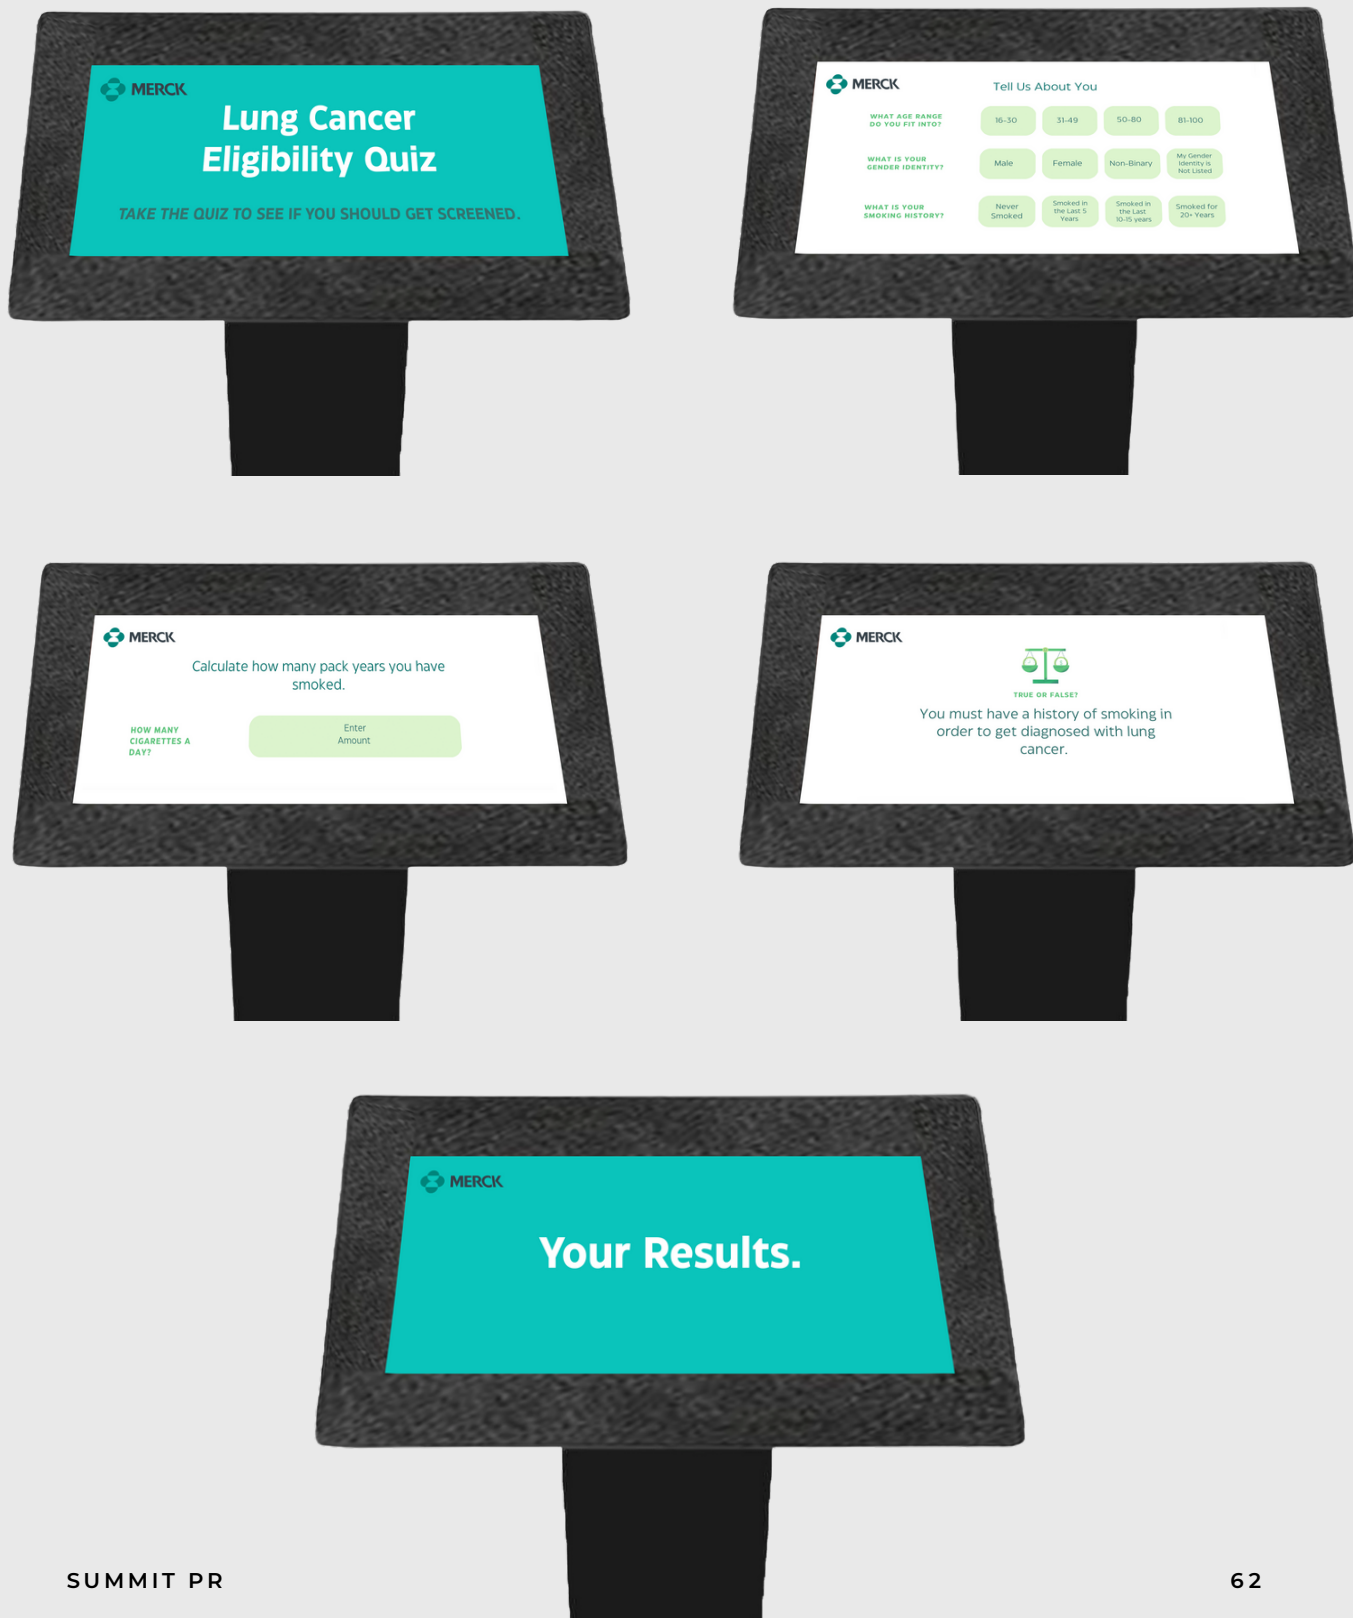 MERCK
Lung Cancer
Eligibility Quiz
TAKE THE QUIZ TO SEE IF YOU SHOULD GET SCREENED.
MERCK
Tell Us About You
WHAT AGE RANGE
DO YOU FIT INTO?
16-30
31-49
50-80
81-100
WHAT IS YOUR
GENDER IDENTITY?
Male
Female
Non-Binary
My Gender
Identity is
Not Listed
WHAT IS YOUR
SMOKING HISTORY?
Never
Smoked
Smoked in
the Last 5
Years
Smoked in
the Last
10-15 years
Smoked for
20+ Years
MERCK
Calculate how many pack years you have
smoked.
HOW MANY
CIGARETTES A
DAY?
Enter
Amount
MERCK
TRUE OR FALSE?
You must have a history of smoking in
order to get diagnosed with lung
cancer.
MERCK
Your Results.
SUMMIT PR
62